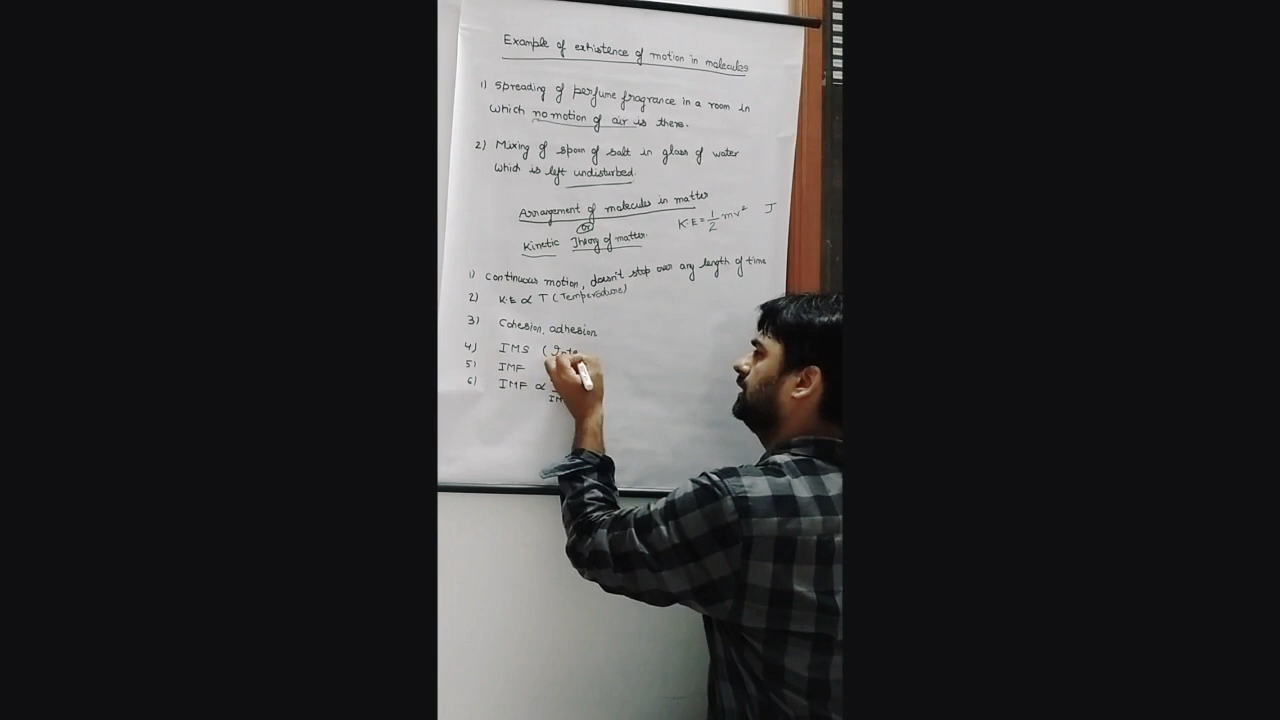 Example of exhistence of motion in molecules
1) Spreading of perfume fragrance in a room in
which no motion of air is there.
2) Mixing of spoon of salt in glass of water
which is left undisturbed.
Arrangement of molecules in matter
or
Kinetic Theory of matter.
K.E = 1/2 mv² J
1) Continuous motion, doesn't stop over any length of time
2) K.E ∝ T (Temperature)
3) Cohesion, adhesion
4) IMS (Inte
5) IMF
6) IMF ∝